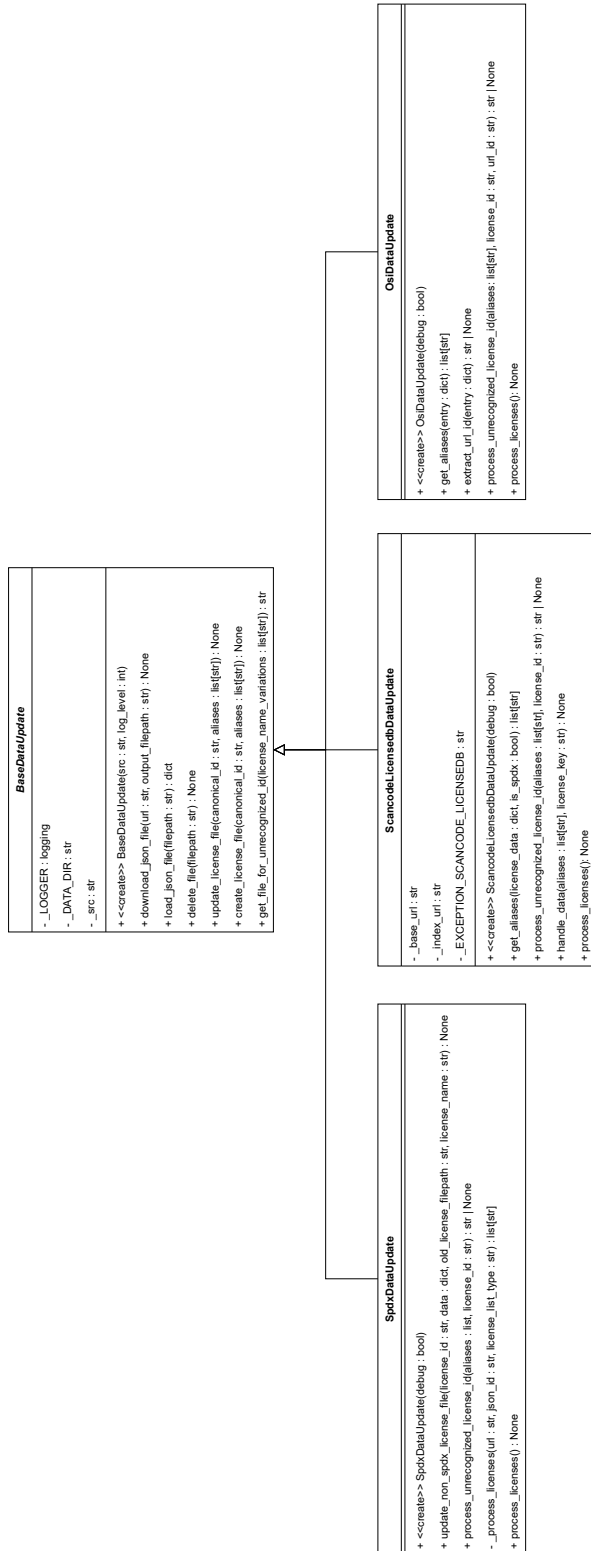 BaseDataUpdate
- _LOGGER : logging
- _DATA_DIR : str
- _src : str
+ <<create>> BaseDataUpdate(src : str, log_level : int)
+ download_json_file(url : str, output_filepath : str) : None
+ load_json_file(filepath : str) : dict
+ delete_file(filepath : str) : None
+ update_license_file(canonical_id : str, aliases : list[str]) : None
+ create_license_file(canonical_id : str, aliases : list[str]) : None
+ get_file_for_unrecognized_id(license_name_variations : list[str]) : str
SpdxDataUpdate
+ <<create>> SpdxDataUpdate(debug : bool)
+ update_non_spdx_license_file(license_id : str, data : dict, old_license_filepath : str, license_name : str) : None
+ process_unrecognized_license_id(aliases : list, license_id : str) : str | None
- _process_licenses(url : str, json_id : str, license_list_type : str) : list[str]
+ process_licenses() : None
ScancodeLicensedbDataUpdate
- _base_url : str
- _index_url : str
- _EXCEPTION_SCANCODE_LICENSEDB : str
+ <<create>> ScancodeLicensedbDataUpdate(debug : bool)
+ get_aliases(license_data : dict, is_spdx : bool) : list[str]
+ process_unrecognized_license_id(aliases : list[str], license_id : str) : str | None
+ handle_data(aliases : list[str], license_key : str) : None
+ process_licenses(): None
OsiDataUpdate
+ <<create>> OsiDataUpdate(debug : bool)
+ get_aliases(entry : dict) : list[str]
+ extract_url_id(entry : dict) : str | None
+ process_unrecognized_license_id(aliases: list[str], license_id : str, url_id : str) : str | None
+ process_licenses(): None